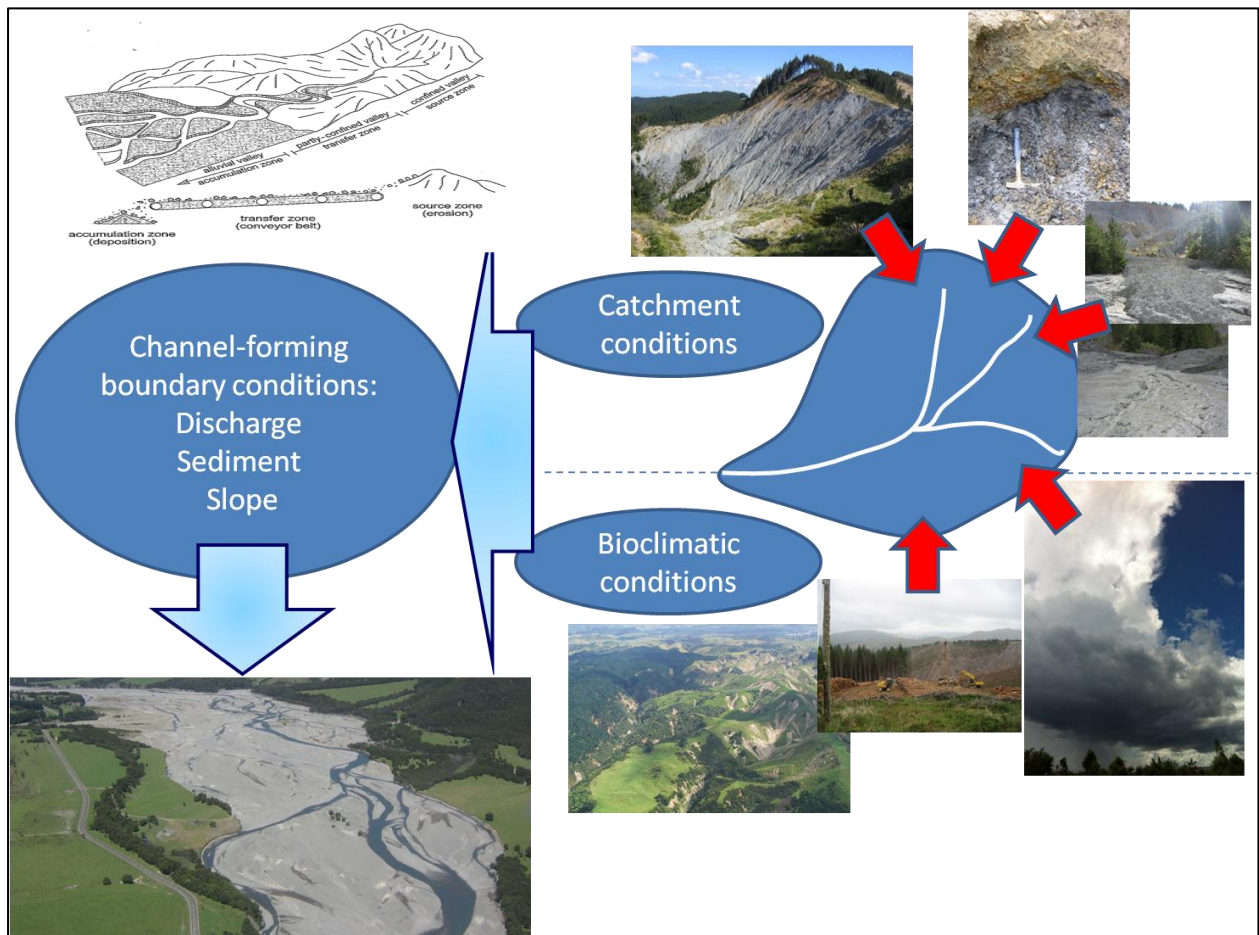 confined valley
source zone
partly-confined valley
transfer zone
alluvial valley
accumulation zone
source zone
(erosion)
transfer zone
(conveyor belt)
accumulation zone
(deposition)
Channel-forming
boundary conditions:
Discharge
Sediment
Slope
Catchment
conditions
Bioclimatic
conditions